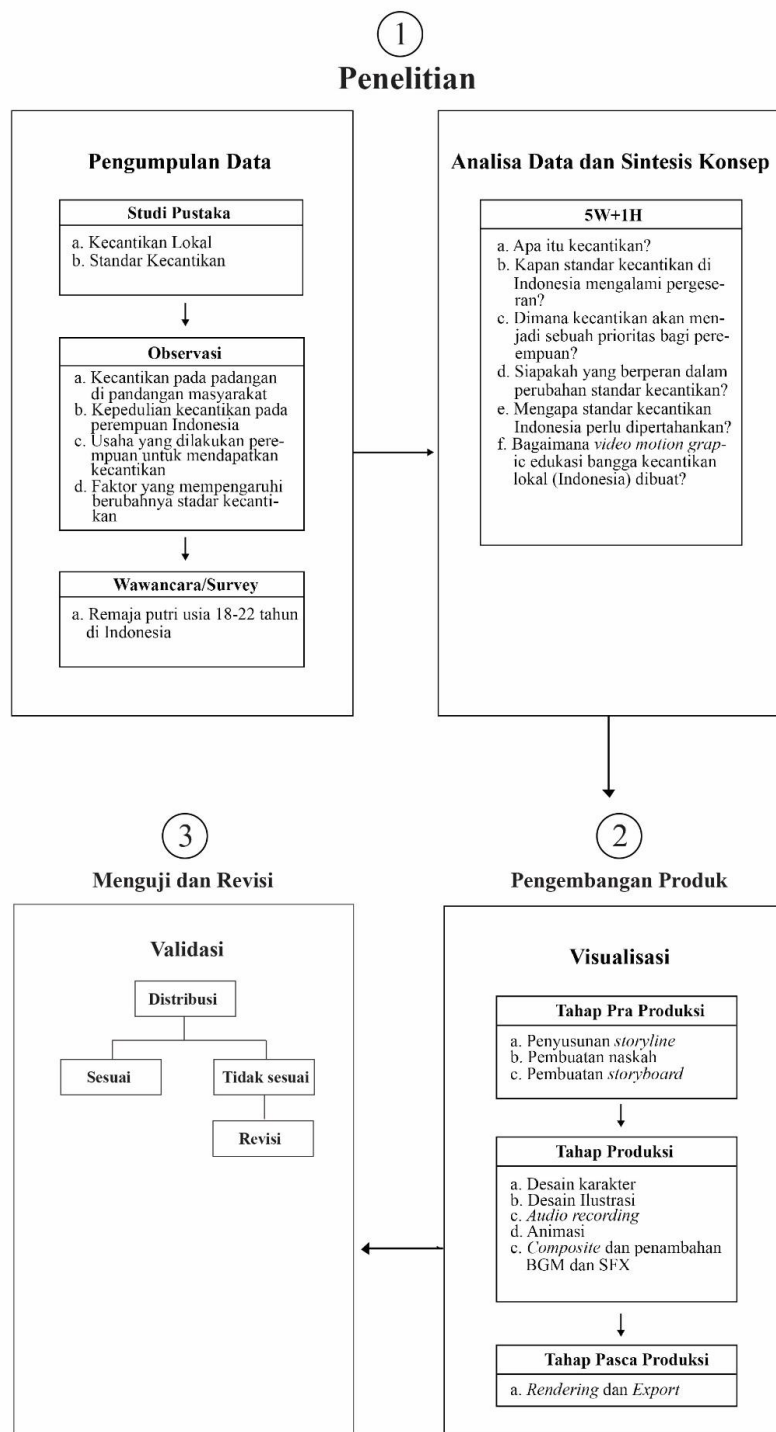 1
Penelitian
Pengumpulan Data
Studi Pustaka
a. Kecantikan Lokal
b. Standar Kecantikan
Observasi
a. Kecantikan pada padangan
di pandangan masyarakat
b. Kepedulian kecantikan pada
perempuan Indonesia
c. Usaha yang dilakukan pere-
mpuan untuk mendapatkan
kecantikan
d. Faktor yang mempengaruhi
berubahnya stadar kecanti-
kan
Wawancara/Survey
a. Remaja putri usia 18-22 tahun
di Indonesia
Analisa Data dan Sintesis Konsep
5W+1H
a. Apa itu kecantikan?
b. Kapan standar kecantikan di
Indonesia mengalami pergese-
ran?
c. Dimana kecantikan akan men-
jadi sebuah prioritas bagi pere-
empuan?
d. Siapakah yang berperan dalam
perubahan standar kecantikan?
e. Mengapa standar kecantikan
Indonesia perlu dipertahankan?
f. Bagaimana video motion grap-
ic edukasi bangga kecantikan
lokal (Indonesia) dibuat?
2
Pengembangan Produk
Visualisasi
Tahap Pra Produksi
a. Penyusunan storyline
b. Pembuatan naskah
c. Pembuatan storyboard
Tahap Produksi
a. Desain karakter
b. Desain Ilustrasi
c. Audio recording
d. Animasi
c. Composite dan penambahan
BGM dan SFX
Tahap Pasca Produksi
a. Rendering dan Export
3
Menguji dan Revisi
Validasi
Distribusi
Sesuai
Tidak sesuai
Revisi